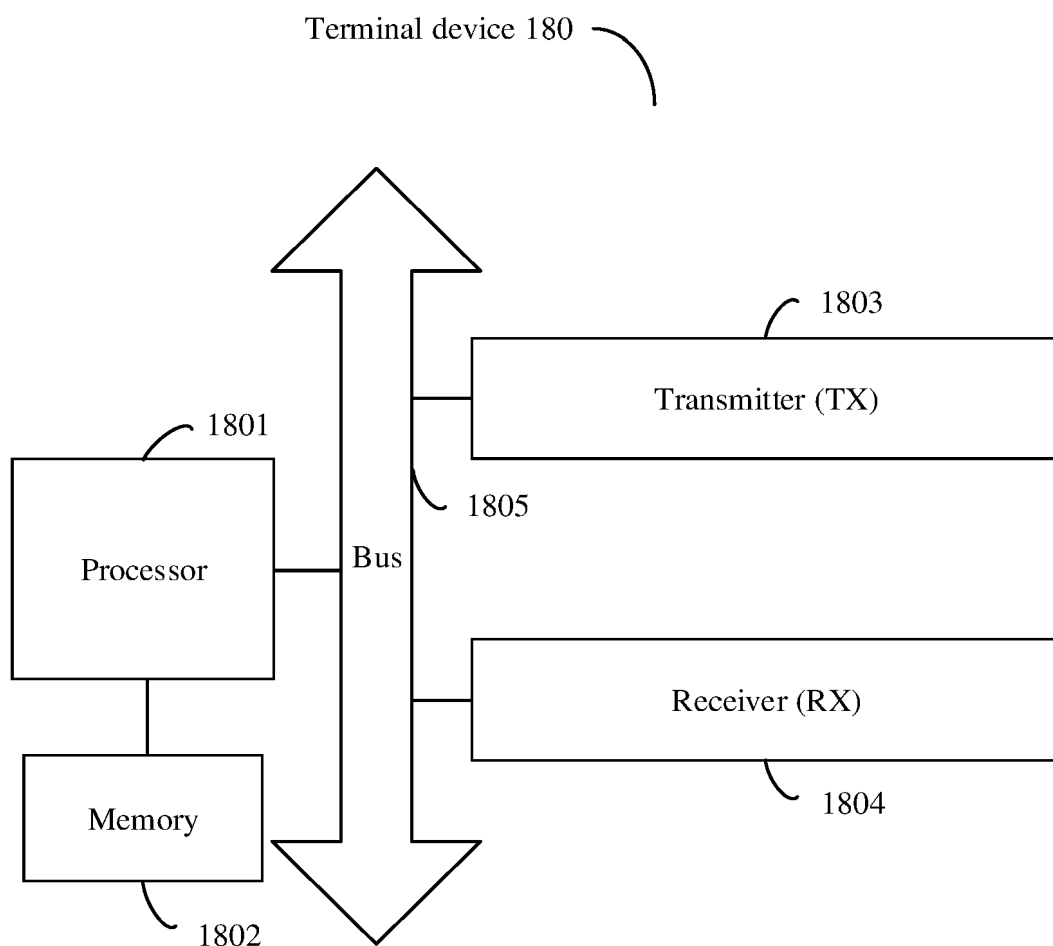 Terminal device 180
1803
Transmitter (TX)
1801
1805
Processor
Bus
Receiver (RX)
Memory
1804
1802